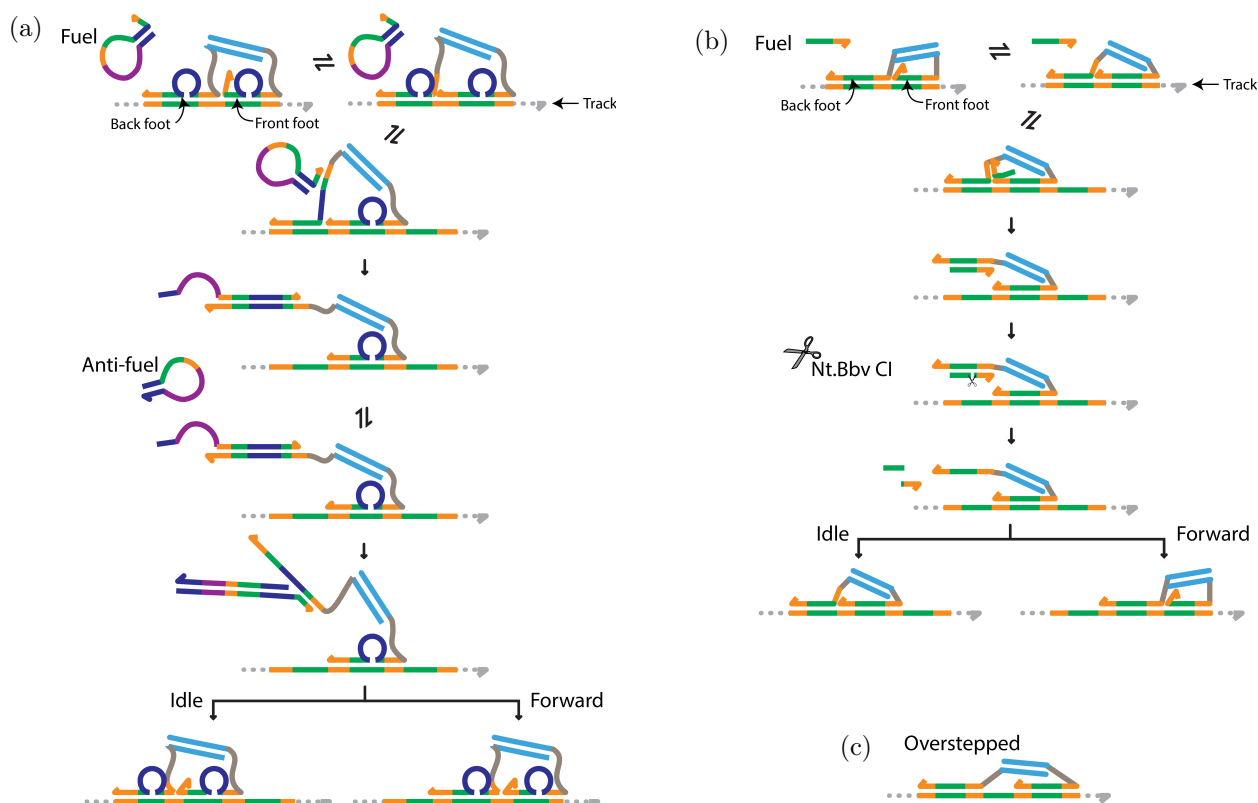 (a)
Fuel
Back foot
Front foot
Track
Anti-fuel
Idle
Forward
(b)
Fuel
Back foot
Front foot
Track
Nt.Bbv CI
Idle
Forward
(c)
Overstepped